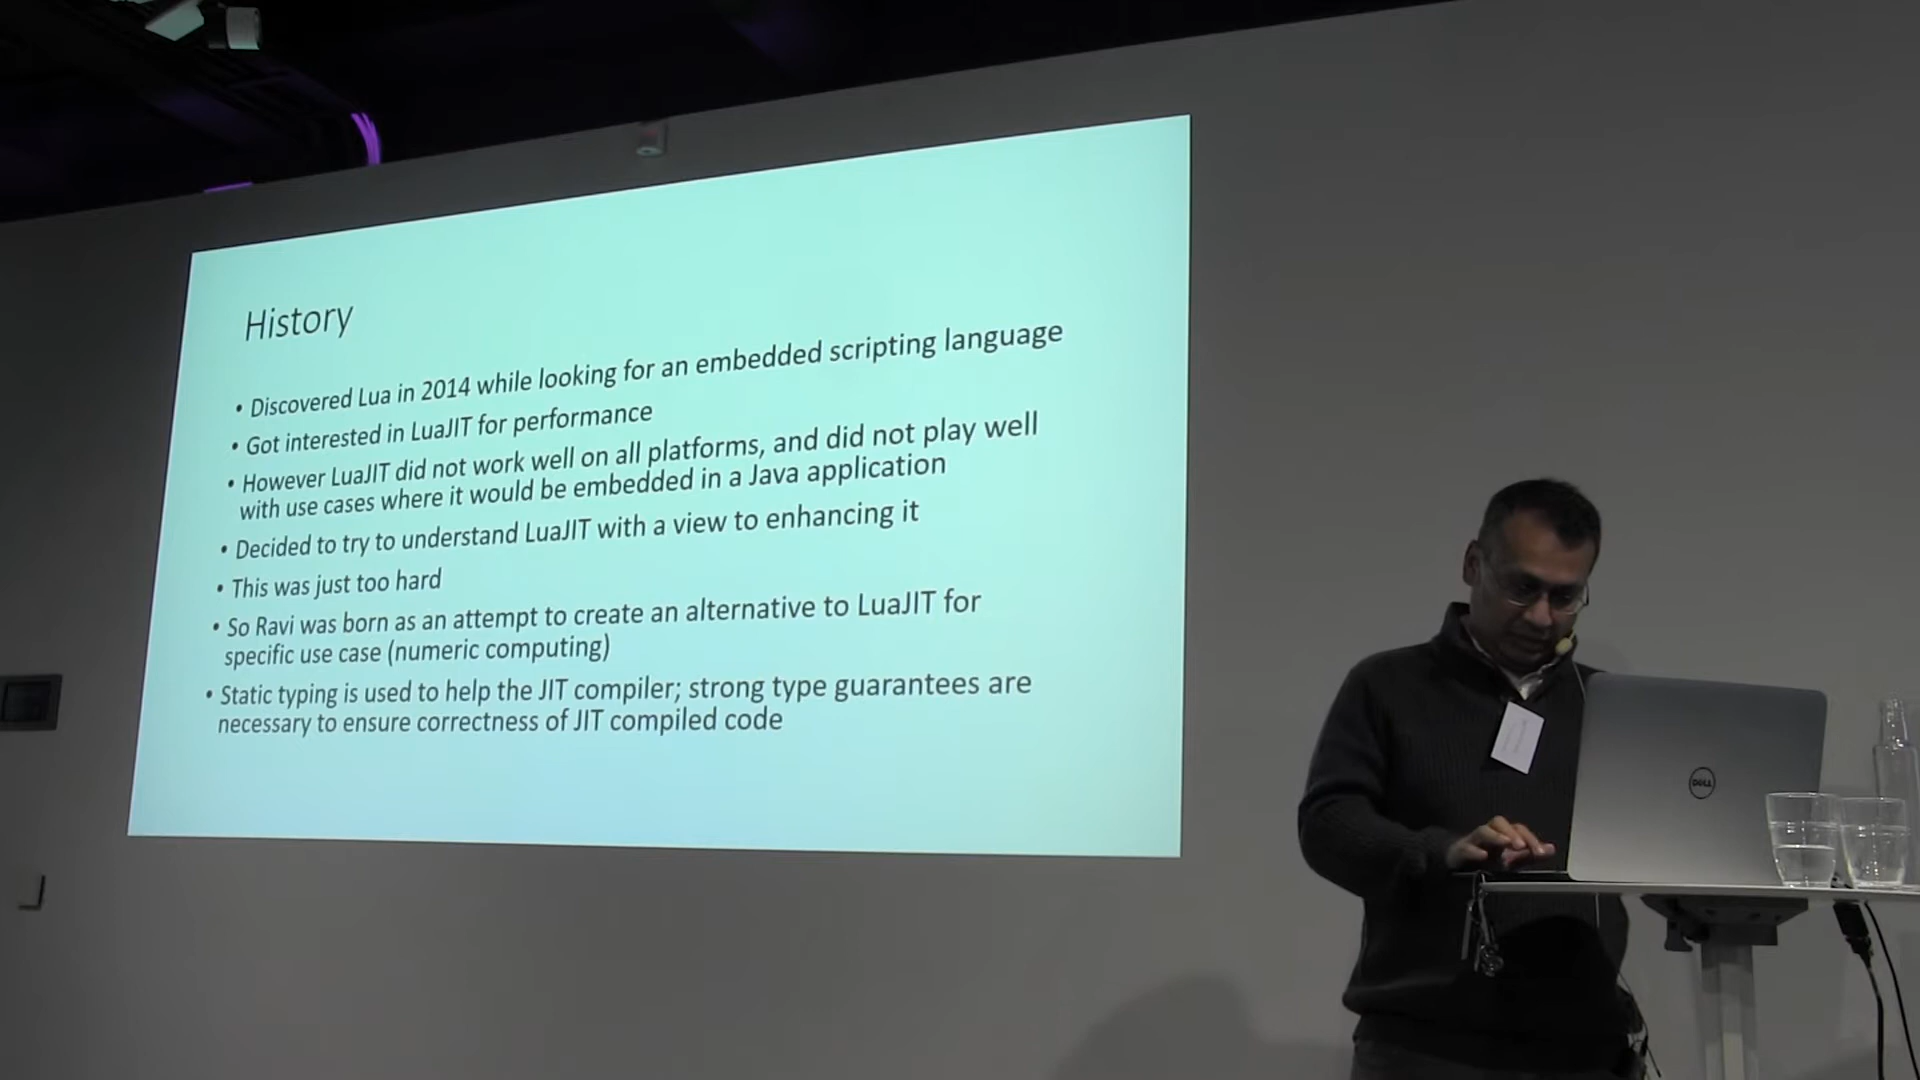 History
• Discovered Lua in 2014 while looking for an embedded scripting language
• Got interested in LuaJIT for performance
• However LuaJIT did not work well on all platforms, and did not play well
with use cases where it would be embedded in a Java application
• Decided to try to understand LuaJIT with a view to enhancing it
• This was just too hard
• So Ravi was born as an attempt to create an alternative to LuaJIT for
specific use case (numeric computing)
• Static typing is used to help the JIT compiler; strong type guarantees are
necessary to ensure correctness of JIT compiled code
DELL